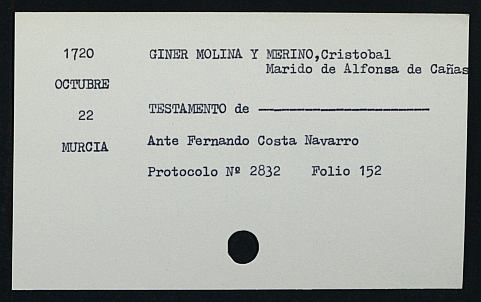 1720 GINER MOLINA Y MERINO,Cristobal
Marido de Alfonsa de Cañas
OCTUBRE
22 TESTAMENTO de ----------------------
MURCIA Ante Fernando Costa Navarro
Protocolo Nº 2832 Folio 152